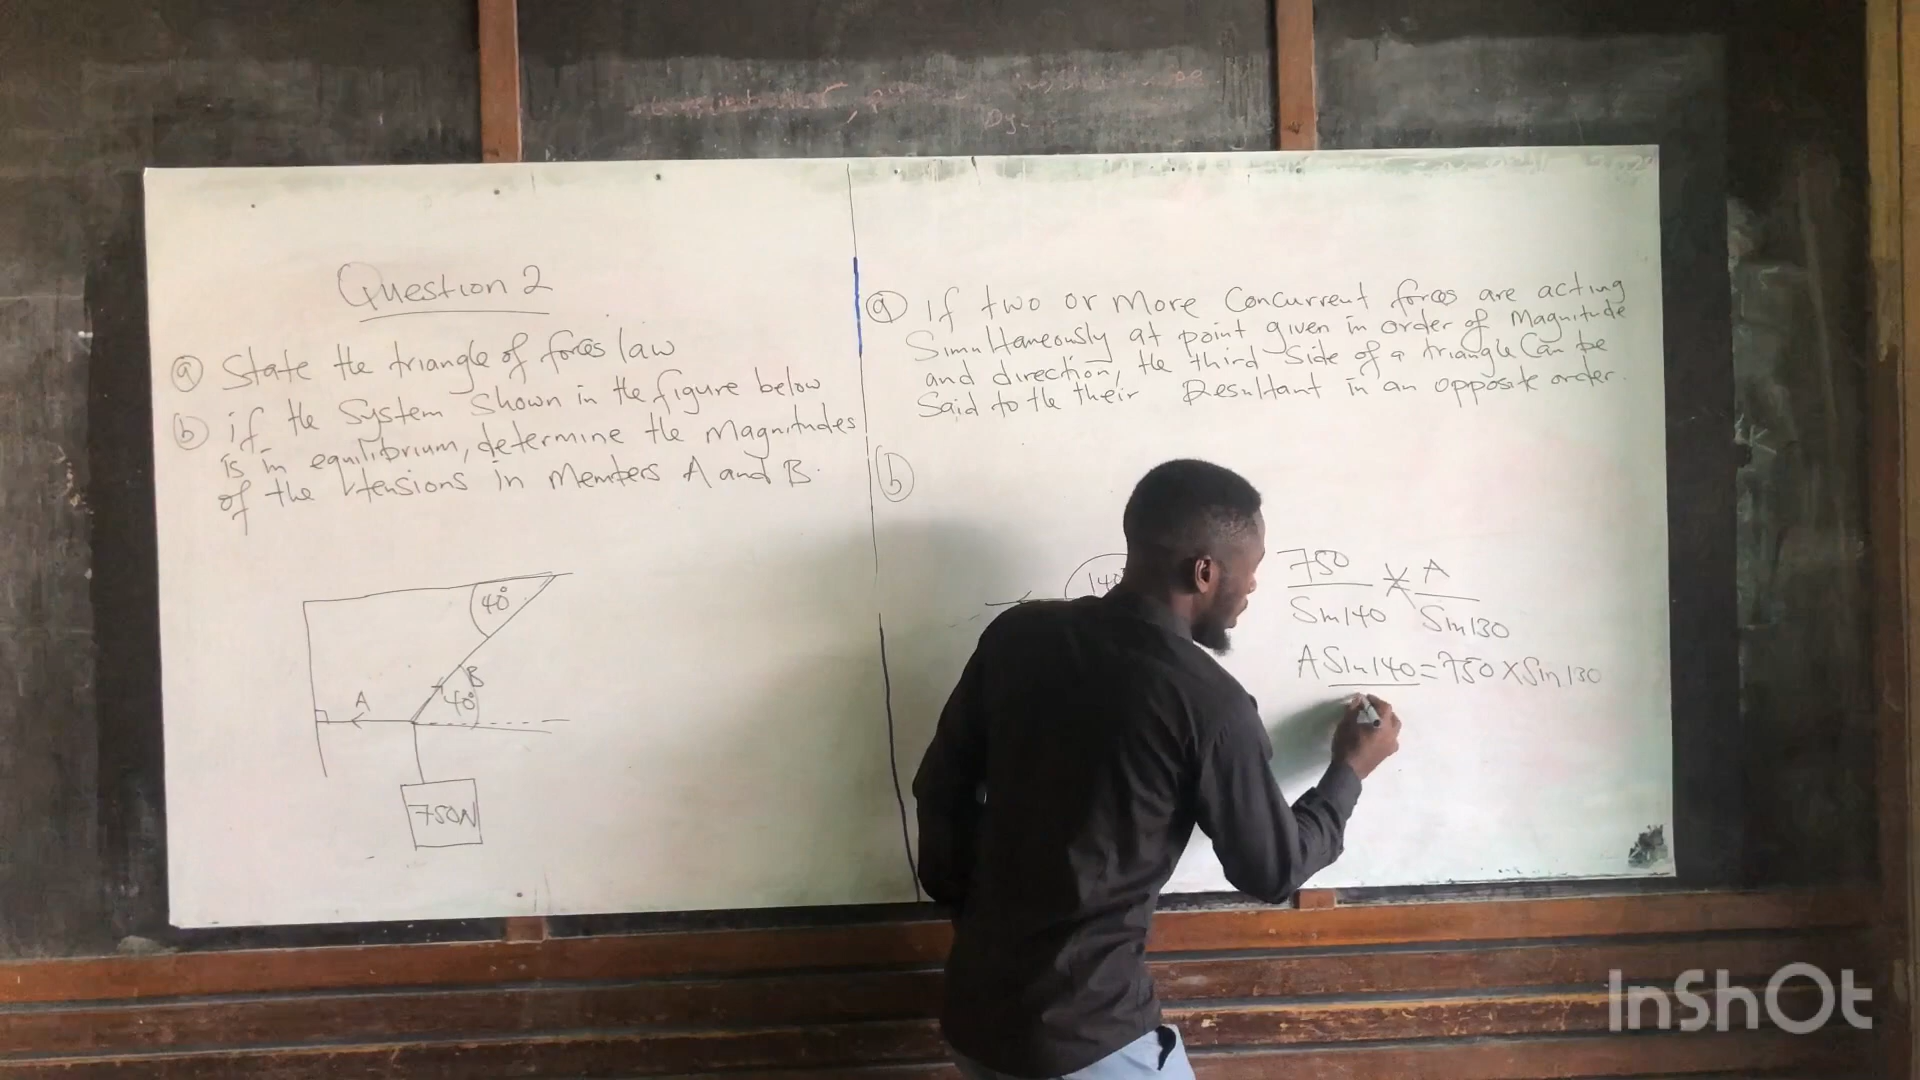 Question 2
(a) State the triangle of forces law
(b) if the System Shown in the figure below
is in equilibrium, determine the Magnitudes
of the tensions in Members A and B.
40°
B
A
40°
750N
(a) If two or More Concurrent forces are acting
Simultaneously at point given in order of Magnitude
and direction, the third Side of a triangle Can be
Said to the their Resultant in an opposite order.
(b)
140
750 A
Sin140 Sin130
A Sin140 = 750 × Sin130
InShOt